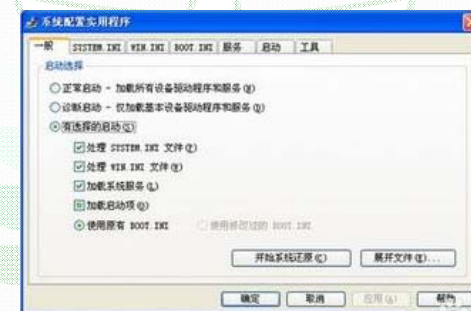 系统配置实用程序
一般 SYSTEM.INI WIN.INI BOOT.INI 服务 启动 工具
启动选择
正常启动 - 加载所有设备驱动程序和服务(N)
诊断启动 - 仅加载基本设备驱动程序和服务(D)
有选择的启动(S)
处理 SYSTEM.INI 文件(P)
处理 WIN.INI 文件(W)
加载系统服务(L)
加载启动项(O)
使用原有 BOOT.INI 使用修改过的 BOOT.INI
开始系统还原(C) 展开文件(E)...
确定 取消 应用(A) 帮助